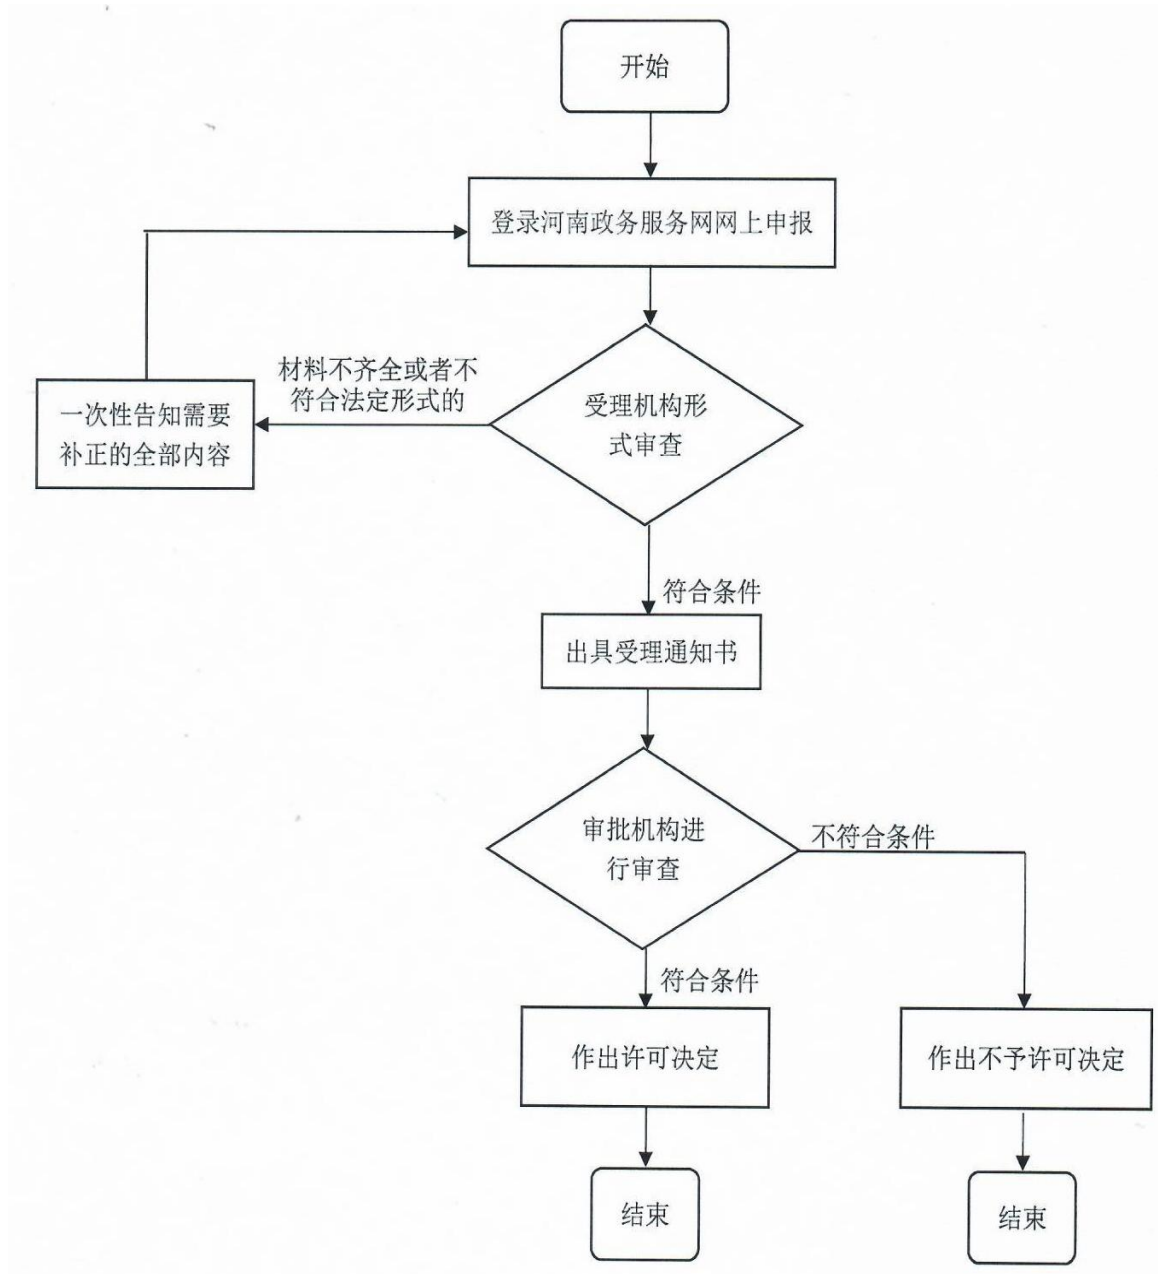 开始
登录河南政务服务网网上申报
材料不齐全或者不
符合法定形式的
一次性告知需要
补正的全部内容
受理机构形
式审查
符合条件
出具受理通知书
审批机构进
行审查
不符合条件
符合条件
作出许可决定
作出不予许可决定
结束
结束